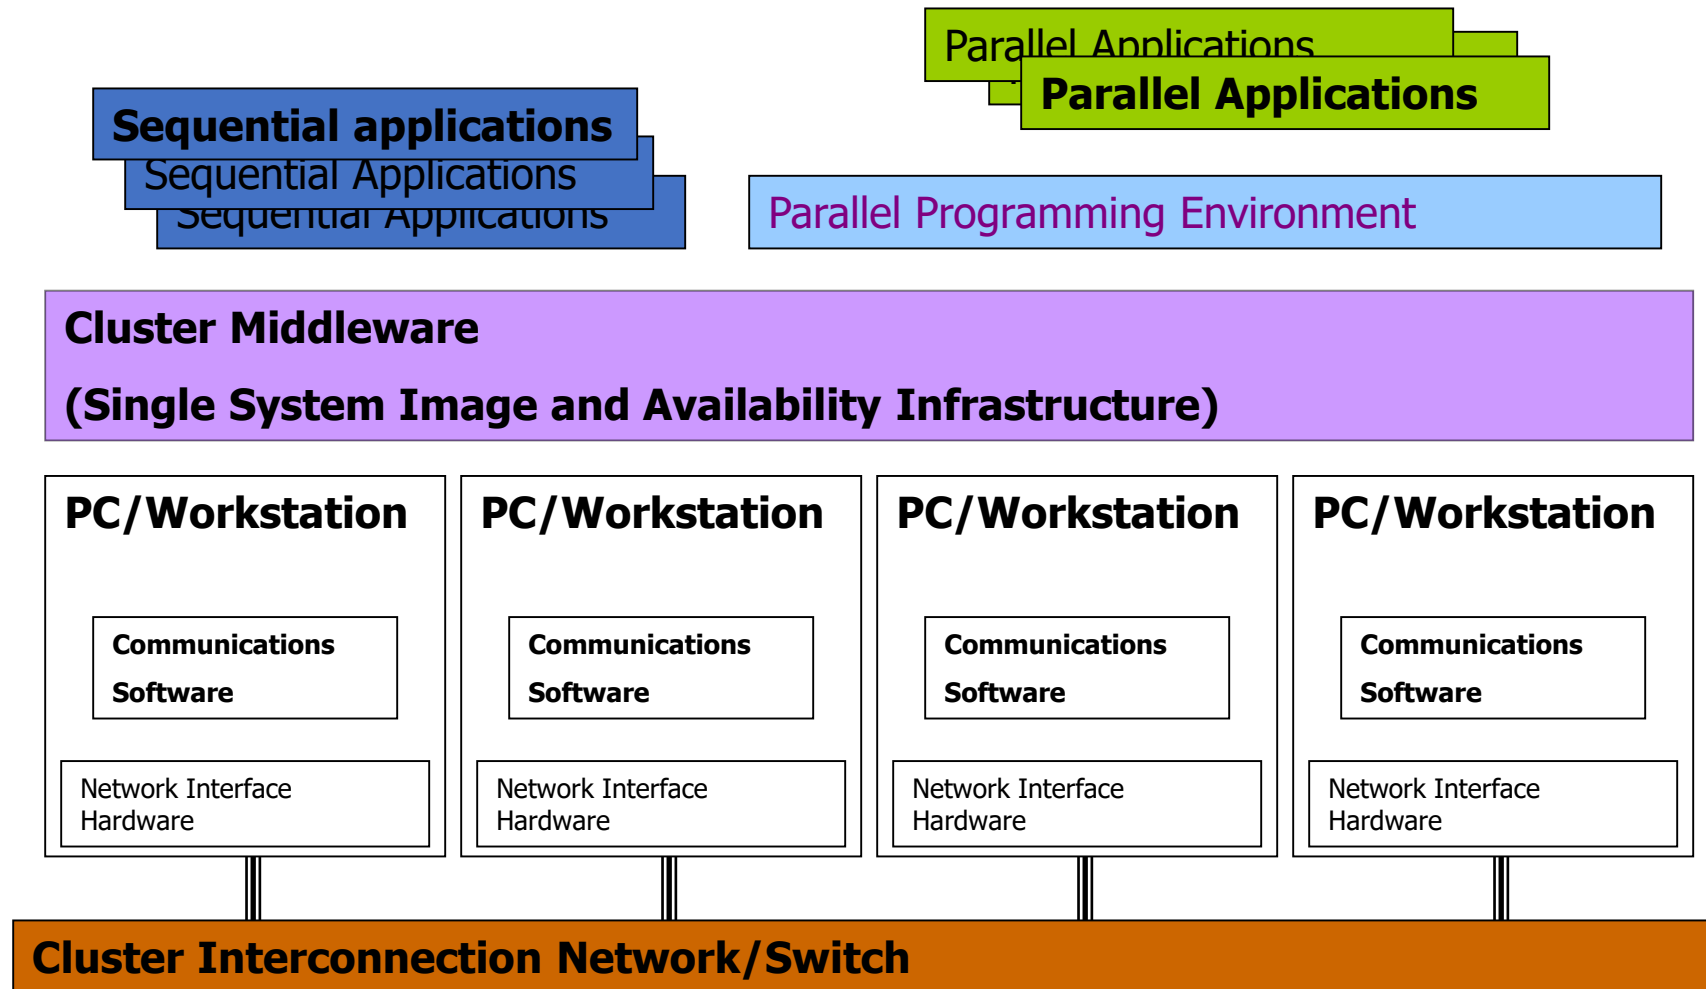 Parallel Applications
Parallel Applications
Sequential applications
Sequential Applications
Sequential Applications
Parallel Programming Environment
Cluster Middleware
(Single System Image and Availability Infrastructure)
PC/Workstation
PC/Workstation
PC/Workstation
PC/Workstation
Communications
Software
Communications
Software
Communications
Software
Communications
Software
Network Interface
Hardware
Network Interface
Hardware
Network Interface
Hardware
Network Interface
Hardware
Cluster Interconnection Network/Switch